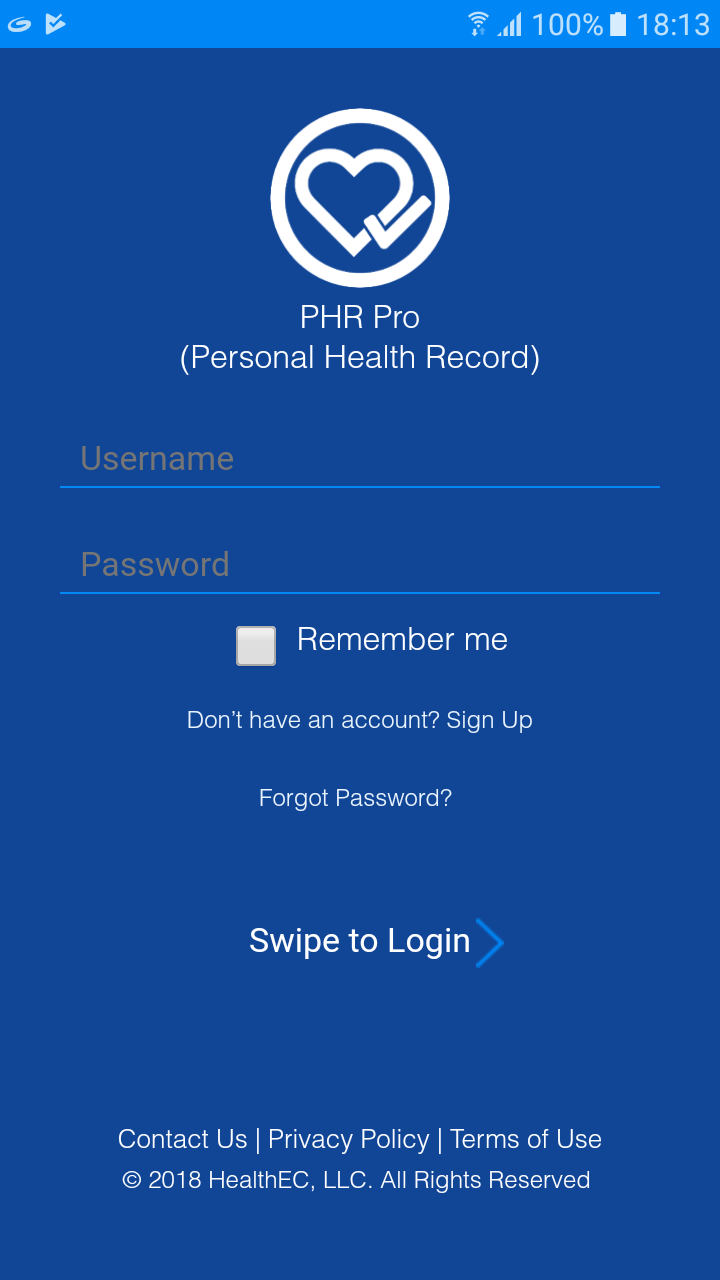 100% 18:13
PHR Pro
(Personal Health Record)
Username
Password
Remember me
Don’t have an account? Sign Up
Forgot Password?
Swipe to Login
Contact Us | Privacy Policy | Terms of Use
© 2018 HealthEC, LLC. All Rights Reserved